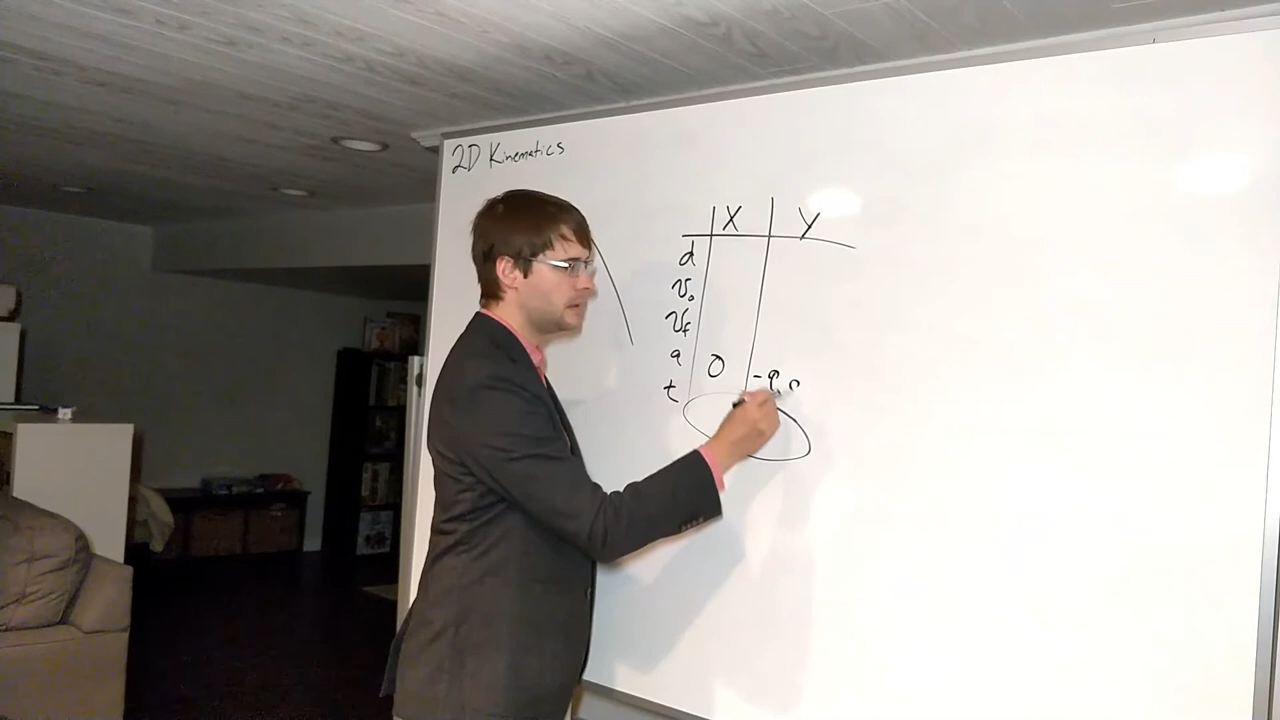 2D Kinematics
X Y
d
v₀
v_f
a 0 -9.8
t